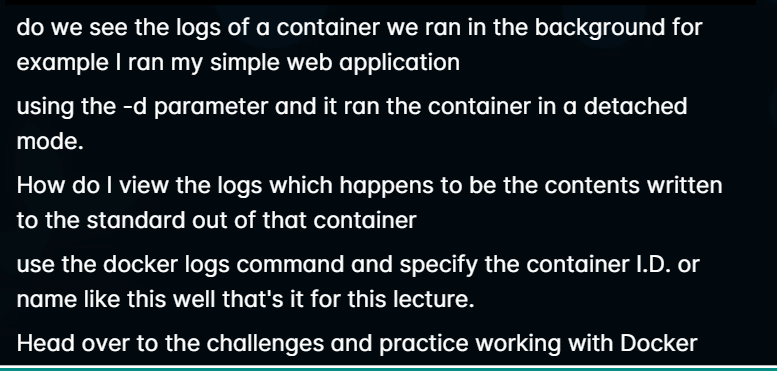 do we see the logs of a container we ran in the background for
example I ran my simple web application
using the -d parameter and it ran the container in a detached
mode.
How do I view the logs which happens to be the contents written
to the standard out of that container
use the docker logs command and specify the container I.D. or
name like this well that's it for this lecture.
Head over to the challenges and practice working with Docker